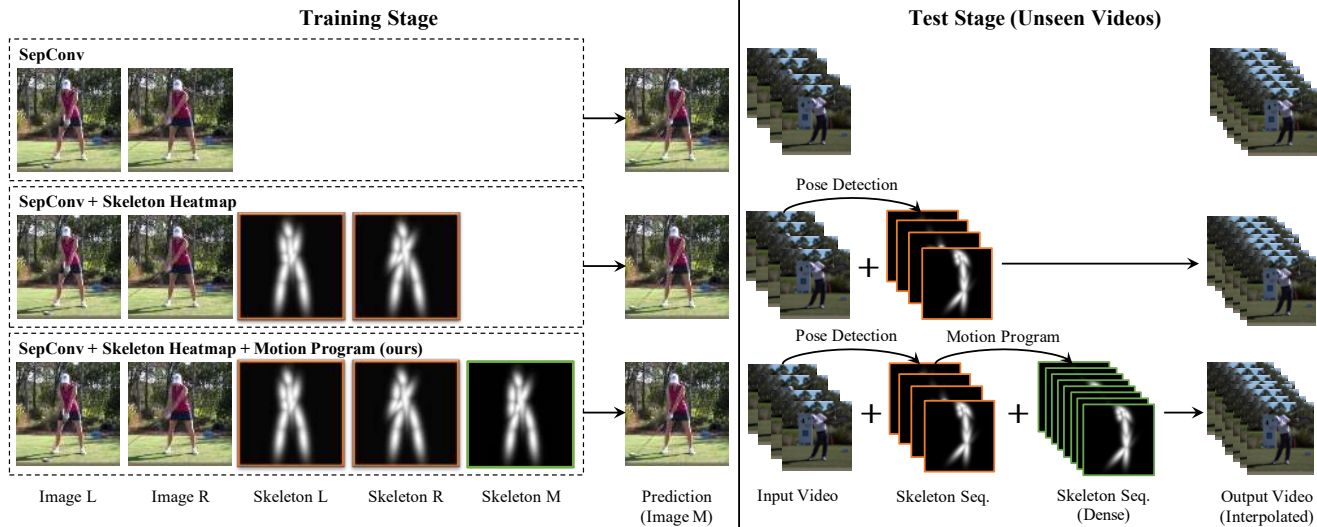 Training Stage
SepConv
SepConv + Skeleton Heatmap
SepConv + Skeleton Heatmap + Motion Program (ours)
Image L
Image R
Skeleton L
Skeleton R
Skeleton M
Prediction
(Image M)
Test Stage (Unseen Videos)
Pose Detection
+
Pose Detection
Motion Program
+
+
Input Video
Skeleton Seq.
Skeleton Seq.
(Dense)
Output Video
(Interpolated)